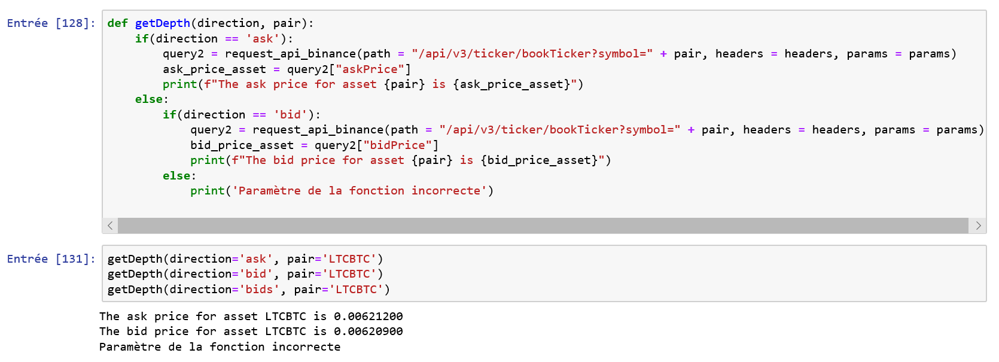 Entrée [128]:
def getDepth(direction, pair):
    if(direction == 'ask'):
        query2 = request_api_binance(path = "/api/v3/ticker/bookTicker?symbol=" + pair, headers = headers, params = params)
        ask_price_asset = query2["askPrice"]
        print(f"The ask price for asset {pair} is {ask_price_asset}")
    else:
        if(direction == 'bid'):
            query2 = request_api_binance(path = "/api/v3/ticker/bookTicker?symbol=" + pair, headers = headers, params = params)
            bid_price_asset = query2["bidPrice"]
            print(f"The bid price for asset {pair} is {bid_price_asset}")
        else:
            print('Paramètre de la fonction incorrecte')
Entrée [131]:
getDepth(direction='ask', pair='LTCBTC')
getDepth(direction='bid', pair='LTCBTC')
getDepth(direction='bids', pair='LTCBTC')
The ask price for asset LTCBTC is 0.00621200
The bid price for asset LTCBTC is 0.00620900
Paramètre de la fonction incorrecte